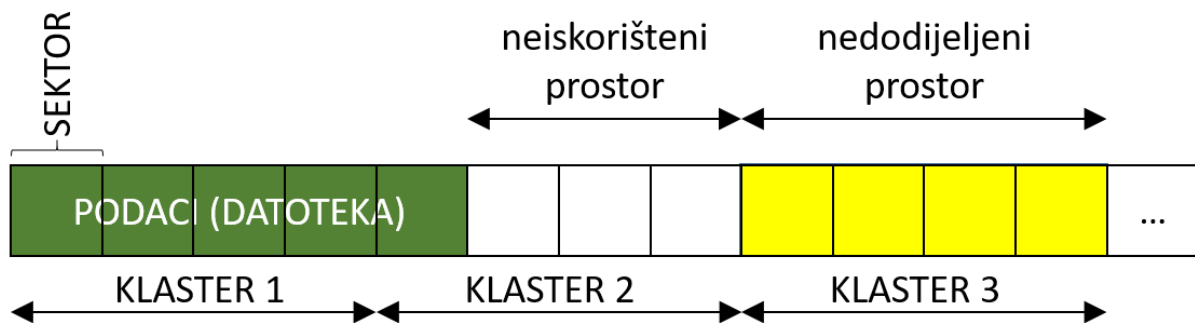 SEKTOR
neiskorišteni
prostor
nedodijeljeni
prostor
PODACI (DATOTEKA)
...
KLASTER 1
KLASTER 2
KLASTER 3